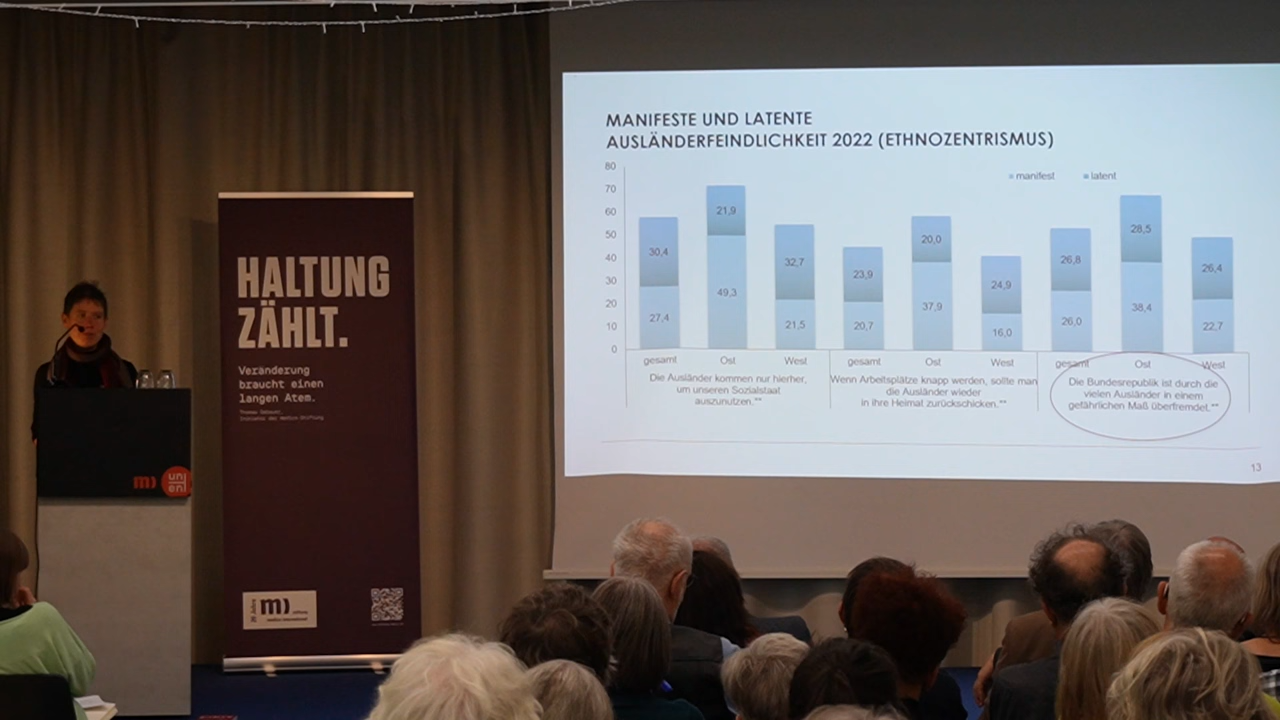 MANIFESTE UND LATENTE
AUSLÄNDERFEINDLICHKEIT 2022 (ETHNOZENTRISMUS)
manifest latent
80
70
60
50
40
30
20
10
0
30,4 21,9 32,7 23,9 20,0 24,9 26,8 28,5 26,4
27,4 49,3 21,5 20,7 37,9 16,0 26,0 38,4 22,7
gesamt Ost West gesamt Ost West gesamt Ost West
Die Ausländer kommen nur hierher,
um unseren Sozialstaat
auszunutzen.**
Wenn Arbeitsplätze knapp werden, sollte man
die Ausländer wieder
in ihre Heimat zurückschicken.**
Die Bundesrepublik ist durch die
vielen Ausländer in einem
gefährlichen Maß überfremdet.**
13
HALTUNG
ZÄHLT.
Veränderung
braucht einen
langen Atem.
m)
medico international
m)